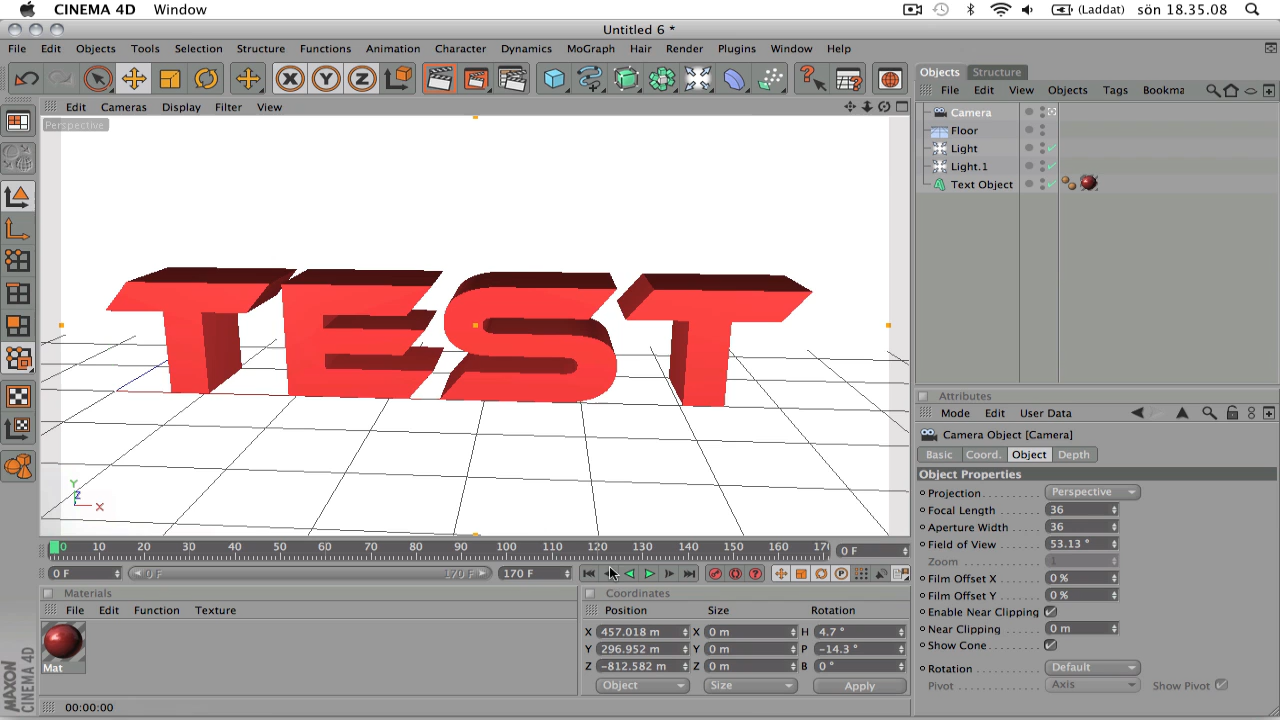 CINEMA 4D Window (Laddat) sön 18.35.08
Untitled 6 *
File Edit Objects Tools Selection Structure Functions Animation Character Dynamics MoGraph Hair Render Plugins Window Help
X Y Z
Objects Structure
File Edit View Objects Tags Bookma
Edit Cameras Display Filter View
Perspective
Camera
Floor
Light
Light.1
Text Object
TEST
Y
Z
X
Attributes
Mode Edit User Data
Camera Object [Camera]
Basic Coord. Object Depth
Object Properties
Projection Perspective
Focal Length 36
Aperture Width 36
Field of View 53.13 °
Zoom 1
Film Offset X 0 %
Film Offset Y 0 %
Enable Near Clipping
Near Clipping 0 m
Show Cone
Rotation Default
Pivot Axis Show Pivot
0 10 20 30 40 50 60 70 80 90 100 110 120 130 140 150 160 17 0 F
0 F 0 F 170 F 170 F
P
Materials
File Edit Function Texture
Mat
Coordinates
Position Size Rotation
X 457.018 m X 0 m H 4.7 °
Y 296.952 m Y 0 m P -14.3 °
Z -812.582 m Z 0 m B 0 °
Object Size Apply
MAXON
CINEMA 4D
00:00:00